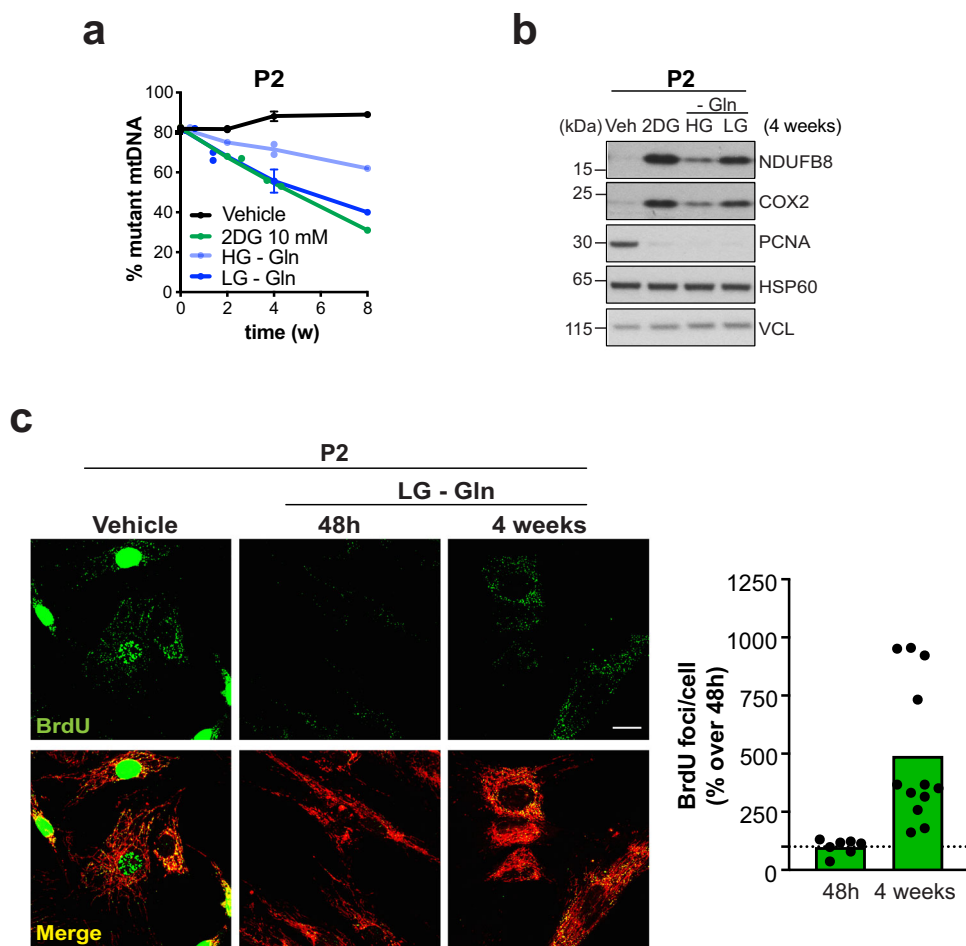 a
P2
% mutant mtDNA
100
80
60
40
20
0
Vehicle
2DG 10 mM
HG - Gln
LG - Gln
0 2 4 6 8
time (w)
b
P2
- Gln
(kDa) Veh 2DG HG LG (4 weeks)
15 NDUFB8
25 COX2
30 PCNA
65 HSP60
115 VCL
c
P2
LG - Gln
Vehicle 48h 4 weeks
BrdU
Merge
BrdU foci/cell
(% over 48h)
1250
1000
750
500
250
0
48h 4 weeks